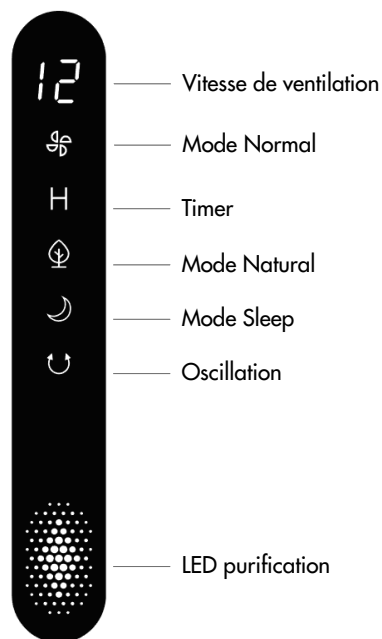 12 Vitesse de ventilation
Mode Normal
H Timer
Mode Natural
Mode Sleep
Oscillation
LED purification